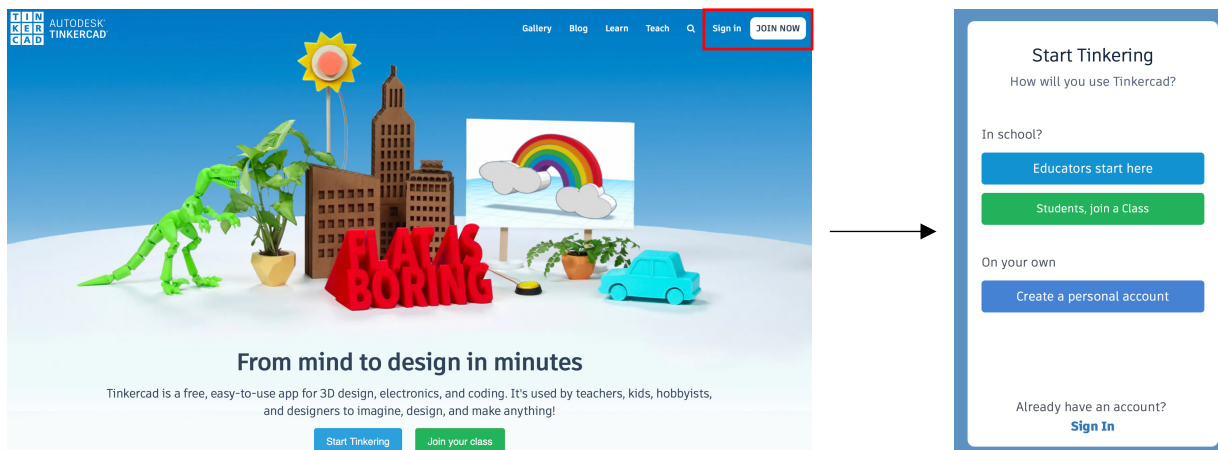 TIN
KER
CAD
AUTODESK®
TINKERCAD®
Gallery Blog Learn Teach Sign in JOIN NOW
FLAT IS
BORING
From mind to design in minutes
Tinkercad is a free, easy-to-use app for 3D design, electronics, and coding. It's used by teachers, kids, hobbyists,
and designers to imagine, design, and make anything!
Start Tinkering Join your class
Start Tinkering
How will you use Tinkercad?
In school?
Educators start here
Students, join a Class
On your own
Create a personal account
Already have an account?
Sign In